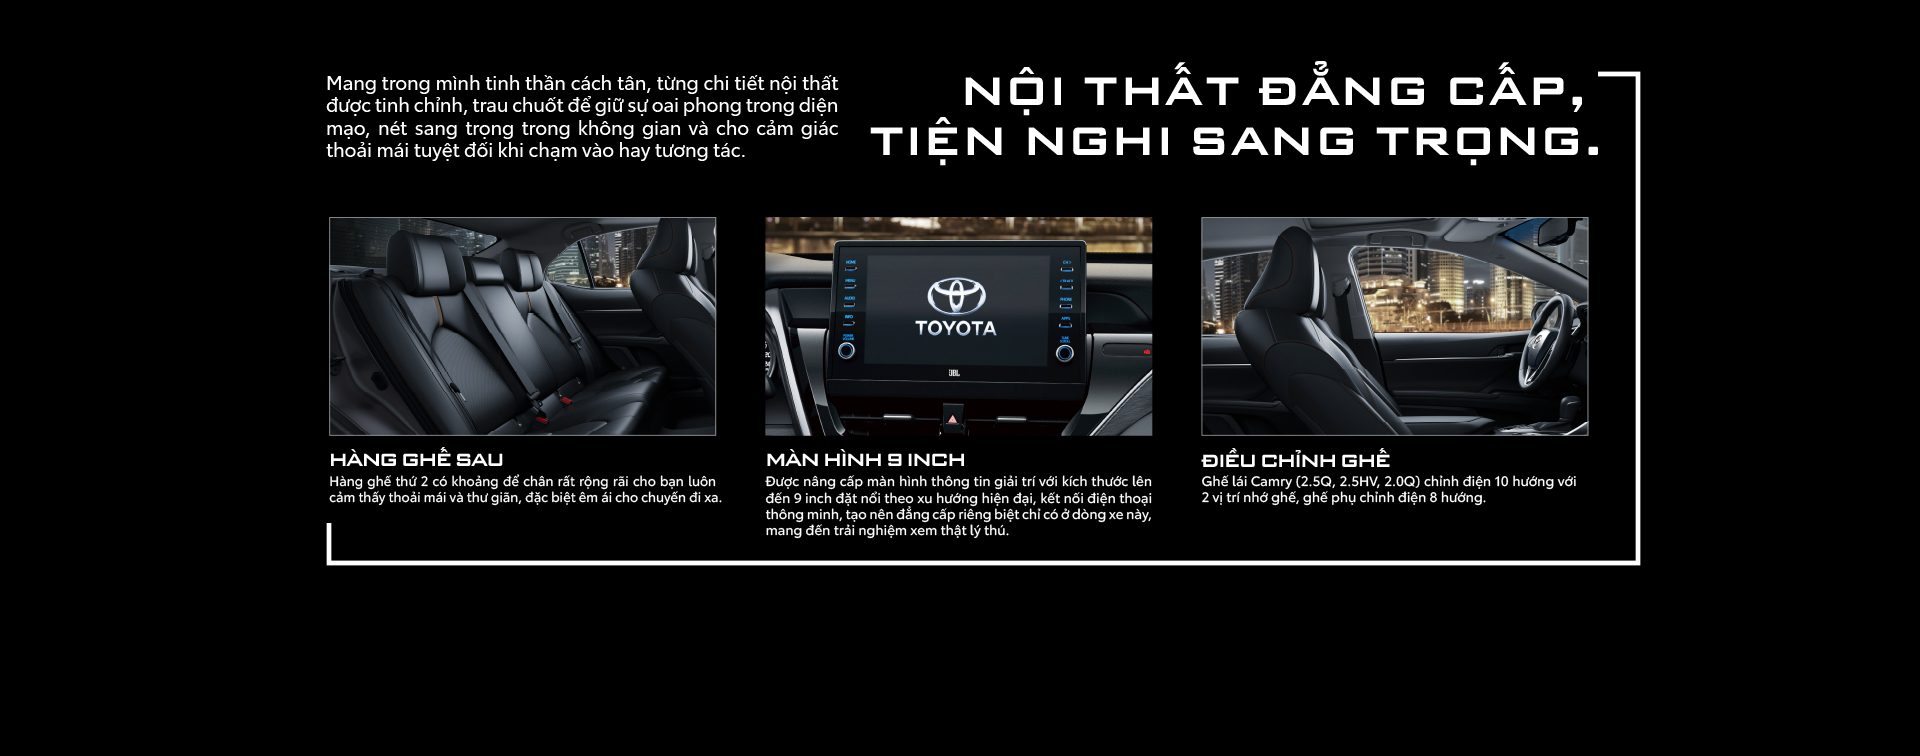 Mang trong mình tinh thần cách tân, từng chi tiết nội thất
được tinh chỉnh, trau chuốt để giữ sự oai phong trong diện
mạo, nét sang trọng trong không gian và cho cảm giác
thoải mái tuyệt đối khi chạm vào hay tương tác.
NỘI THẤT ĐẲNG CẤP,
TIỆN NGHI SANG TRỌNG.
HOME
MENU
AUDIO
INFO
PHONE
APPS
TOYOTA
JBL
HÀNG GHẾ SAU
Hàng ghế thứ 2 có khoảng để chân rất rộng rãi cho bạn luôn
cảm thấy thoải mái và thư giãn, đặc biệt êm ái cho chuyến đi xa.
MÀN HÌNH 9 INCH
Được nâng cấp màn hình thông tin giải trí với kích thước lên
đến 9 inch đặt nổi theo xu hướng hiện đại, kết nối điện thoại
thông minh, tạo nên đẳng cấp riêng biệt chỉ có ở dòng xe này,
mang đến trải nghiệm xem thật lý thú.
ĐIỀU CHỈNH GHẾ
Ghế lái Camry (2.5Q, 2.5HV, 2.0Q) chỉnh điện 10 hướng với
2 vị trí nhớ ghế, ghế phụ chỉnh điện 8 hướng.